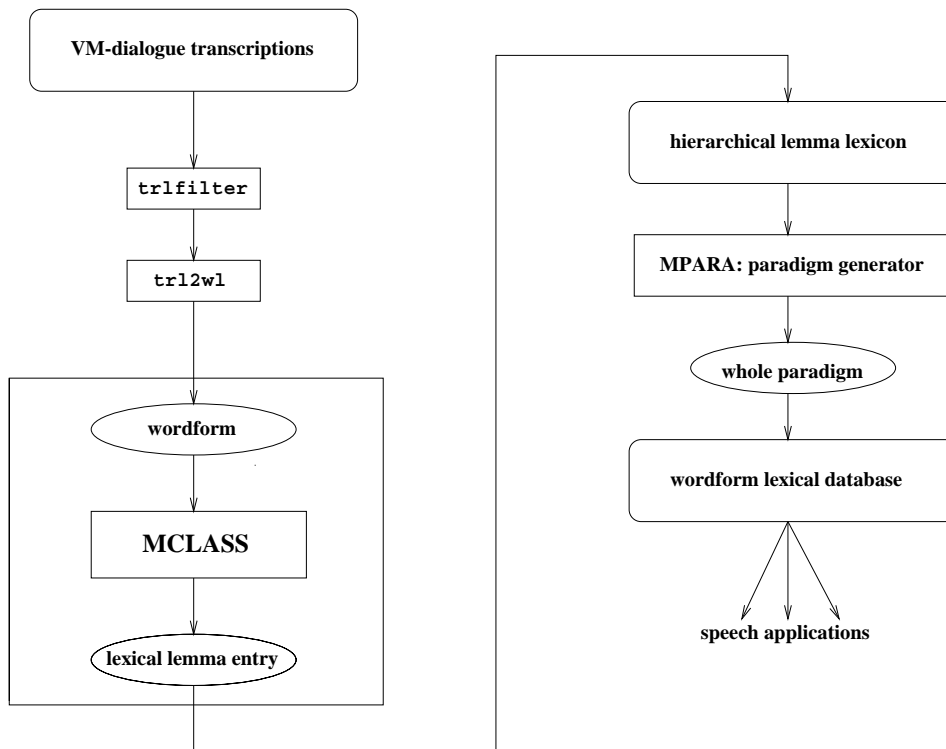 VM-dialogue transcriptions
trlfilter
trl2wl
wordform
MCLASS
lexical lemma entry
hierarchical lemma lexicon
MPARA: paradigm generator
whole paradigm
wordform lexical database
speech applications